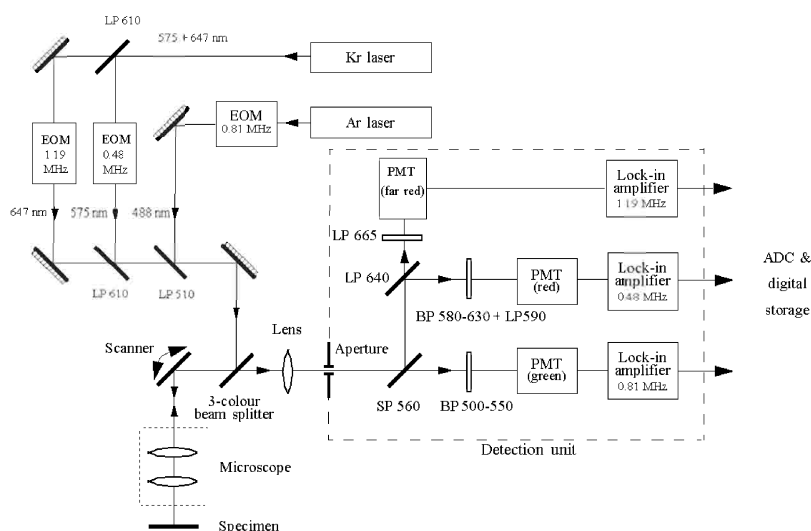 LP 610
575 + 647 nm
Kr laser
EOM
0.81 MHz
Ar laser
EOM
1.19
MHz
EOM
0.48
MHz
647 nm
575 nm
488 nm
LP 610
LP 510
PMT
(far red)
Lock-in
amplifier
1.19 MHz
LP 665
LP 640
BP 580-630 + LP590
PMT
(red)
Lock-in
amplifier
0.48 MHz
ADC &
digital
storage
Scanner
Lens
Aperture
3-colour
beam splitter
SP 560
BP 500-550
PMT
(green)
Lock-in
amplifier
0.81 MHz
Detection unit
Microscope
Specimen